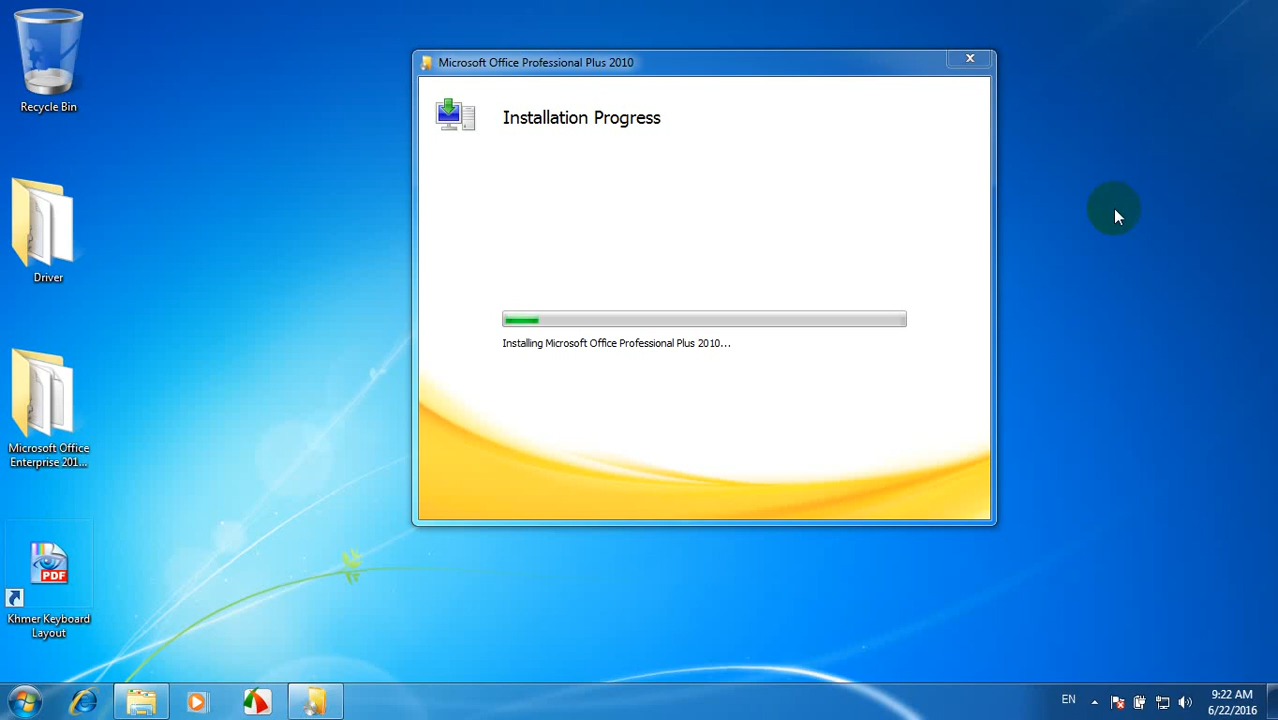 Recycle Bin
Driver
Microsoft Office
Enterprise 201...
PDF
Khmer Keyboard
Layout
Microsoft Office Professional Plus 2010
Installation Progress
Installing Microsoft Office Professional Plus 2010...
EN
9:22 AM
6/22/2016